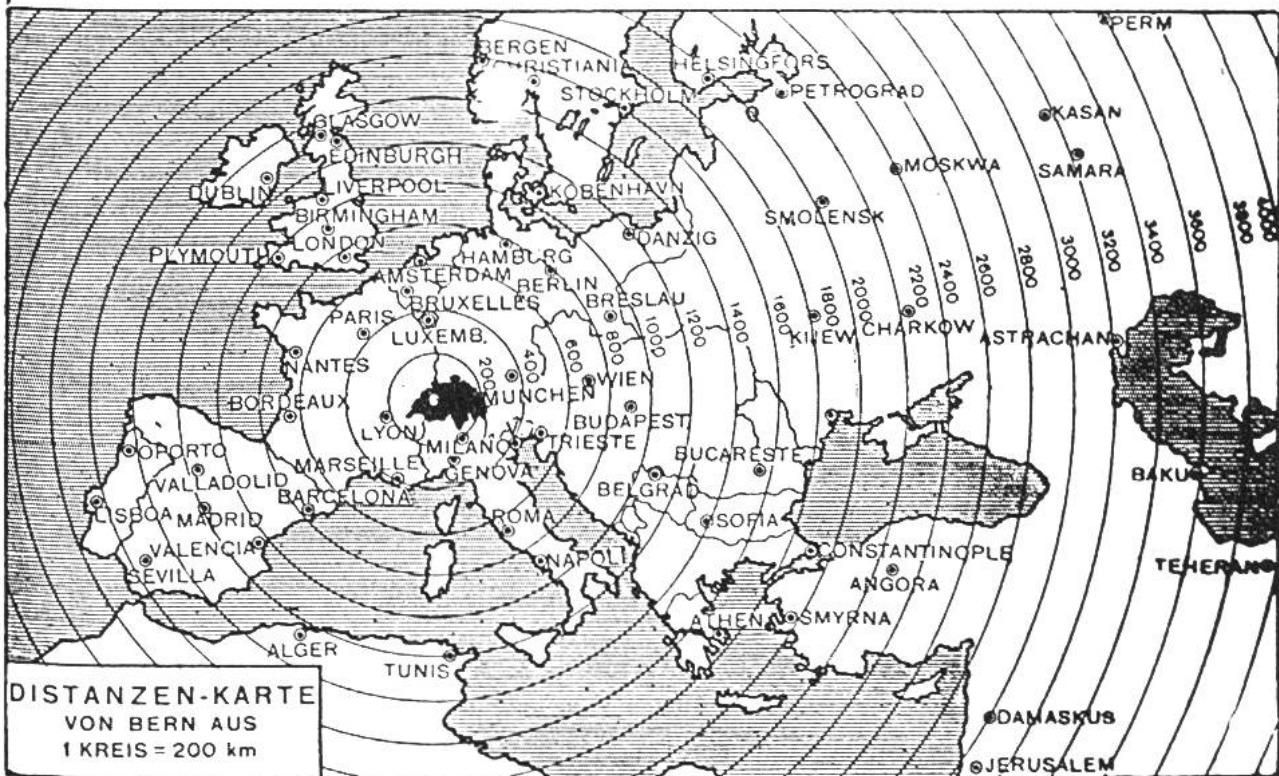 PERM
BERGEN
CHRISTIANIA
HELSINGFORS
STOCKHOLM
PETROGRAD
KASAN
GLASGOW
EDINBURGH
MOSKWA
SAMARA
DUBLIN
LIVERPOOL
KÖBENHAVN
BIRMINGHAM
SMOLENSK
LONDON
DANZIG
PLYMOUTH
HAMBURG
AMSTERDAM
BERLIN
BRUXELLES
BRESLAU
PARIS
LUXEMB.
KIJEW
CHARKOW
ASTRACHAN
NANTES
200
400
600
800
1000
1200
1400
1600
1800
2000
2200
2400
2600
2800
3000
3200
3400
3600
3800
4000
MÜNCHEN
WIEN
BORDEAUX
BUDAPEST
LYON
MILANO
TRIESTE
OPORTO
MARSEILLE
GENOVA
BUCARESTE
VALLADOLID
BARCELONA
BELGRAD
BAKU
LISBOA
MADRID
ROMA
SOFIA
VALENCIA
CONSTANTINOPLE
SEVILLA
NAPOLI
ANGORA
TEHERAN
ATHEN
SMYRNA
ALGER
TUNIS
DISTANZEN-KARTE
VON BERN AUS
1 KREIS = 200 km
DAMASKUS
JERUSALEM